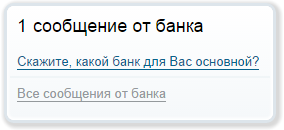 1 сообщение от банка
Скажите, какой банк для Вас основной?
Все сообщения от банка